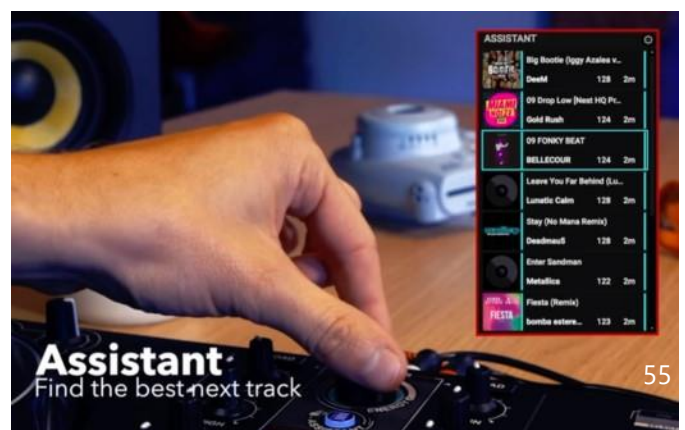 ASSISTANT
Big Bootie (Iggy Azalea v...
DeeM 128 2m
09 Drop Low [Nest HQ Pr...
Gold Rush 124 2m
09 FONKY BEAT
BELLECOUR 124 2m
Leave You Far Behind (Lu...
Lunatic Calm 128 2m
Stay (No Mana Remix)
Deadmau5 128 2m
Enter Sandman
Metallica 122 2m
Fiesta (Remix)
bomba estere... 123 2m
MIAMI
NOIZE
FIESTA
Assistant
Find the best next track
55